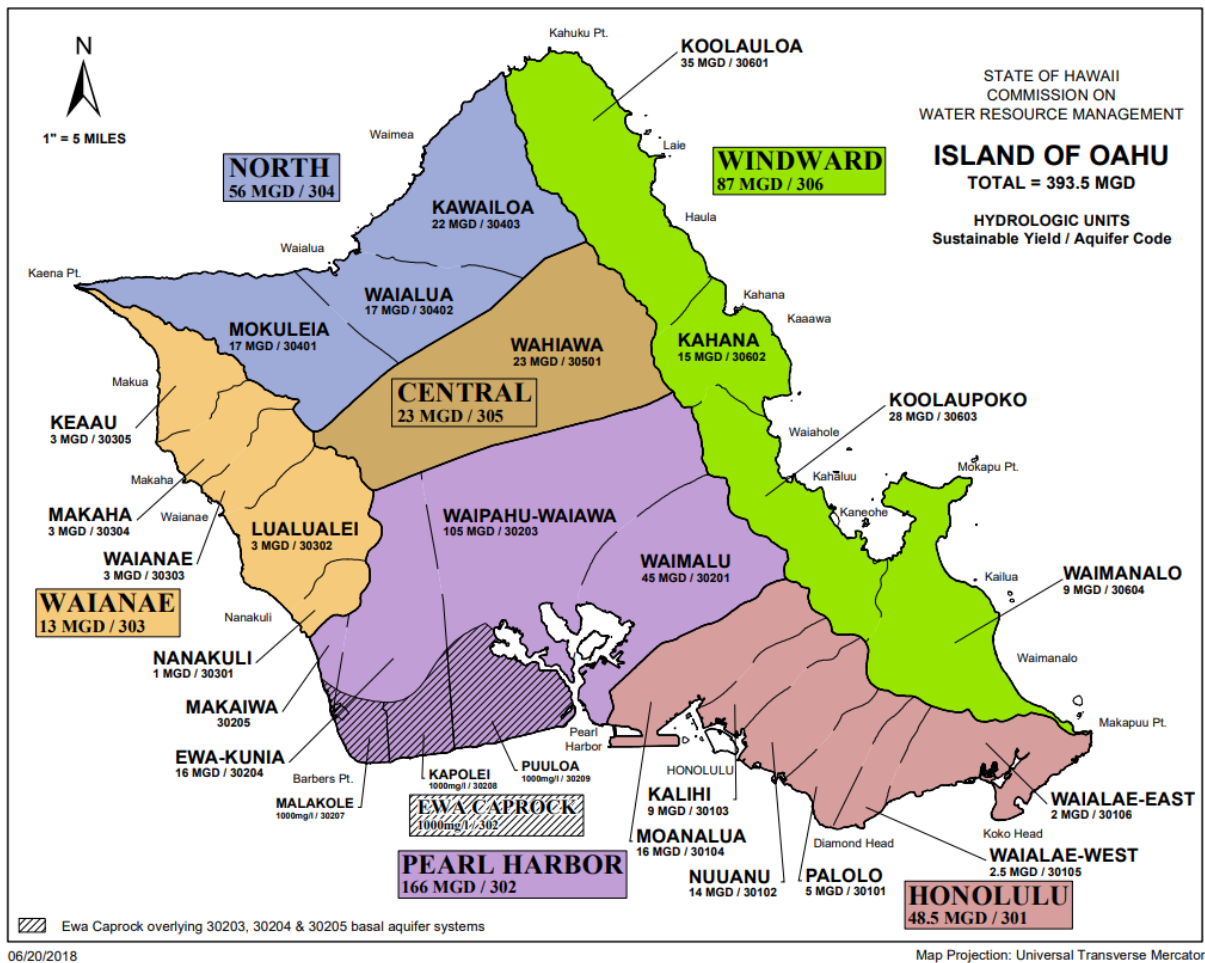 Kahuku Pt.
KOOLAULOA
35 MGD / 30601
N
1" = 5 MILES
STATE OF HAWAII
COMMISSION ON
WATER RESOURCE MANAGEMENT
ISLAND OF OAHU
TOTAL = 393.5 MGD
HYDROLOGIC UNITS
Sustainable Yield / Aquifer Code
Waimea
Laie
NORTH
56 MGD / 304
WINDWARD
87 MGD / 306
KAWAILOA
22 MGD / 30403
Haula
Waialua
Kaena Pt.
WAIALUA
17 MGD / 30402
Kahana
Kaaawa
MOKULEIA
17 MGD / 30401
WAHIAWA
23 MGD / 30501
KAHANA
15 MGD / 30602
Makua
CENTRAL
23 MGD / 305
KEAAU
3 MGD / 30305
KOOLAUPOKO
28 MGD / 30603
Waiahole
Makaha
Kahaluu
Mokapu Pt.
MAKAHA
3 MGD / 30304
Waianae
Kaneohe
LUALUALEI
3 MGD / 30302
WAIPAHU-WAIAWA
105 MGD / 30203
WAIANAE
3 MGD / 30303
WAIMALU
45 MGD / 30201
Kailua
WAIMANALO
9 MGD / 30604
WAIANAE
13 MGD / 303
Nanakuli
NANAKULI
1 MGD / 30301
Waimanalo
MAKAIWA
30205
Makapuu Pt.
EWA-KUNIA
16 MGD / 30204
Pearl
Harbor
Barbers Pt.
KAPOLEI
1000mg/l / 30208
PUULOA
1000mg/l / 30209
HONOLULU
MALAKOLE
1000mg/l / 30207
EWA CAPROCK
1000mg/l / 302
KALIHI
9 MGD / 30103
WAIALAE-EAST
2 MGD / 30106
MOANALUA
16 MGD / 30104
Diamond Head
Koko Head
WAIALAE-WEST
2.5 MGD / 30105
PEARL HARBOR
166 MGD / 302
NUUANU
14 MGD / 30102
PALOLO
5 MGD / 30101
HONOLULU
48.5 MGD / 301
Ewa Caprock overlying 30203, 30204 & 30205 basal aquifer systems
06/20/2018
Map Projection: Universal Transverse Mercator